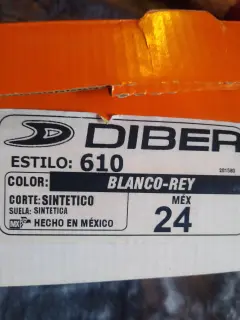 DIBER
ESTILO: 610
COLOR: BLANCO-REY
CORTE: SINTETICO
MÉX
SUELA: SINTETICA
24
HECHO EN MÉXICO